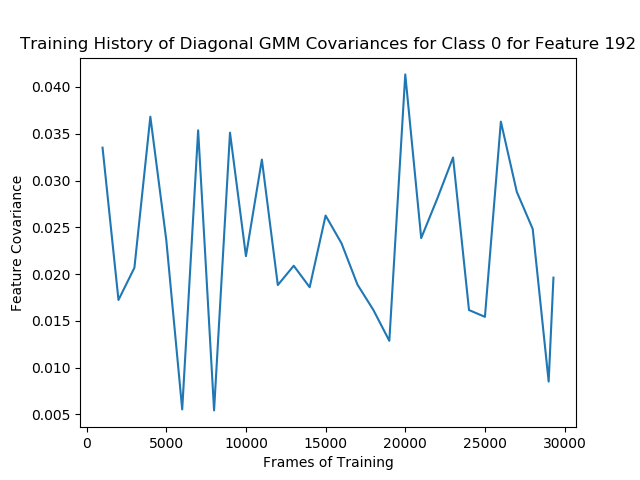 Training History of Diagonal GMM Covariances for Class 0 for Feature 192
0.040
0.035
0.030
0.025
0.020
0.015
0.010
0.005
Feature Covariance
0 5000 10000 15000 20000 25000 30000
Frames of Training